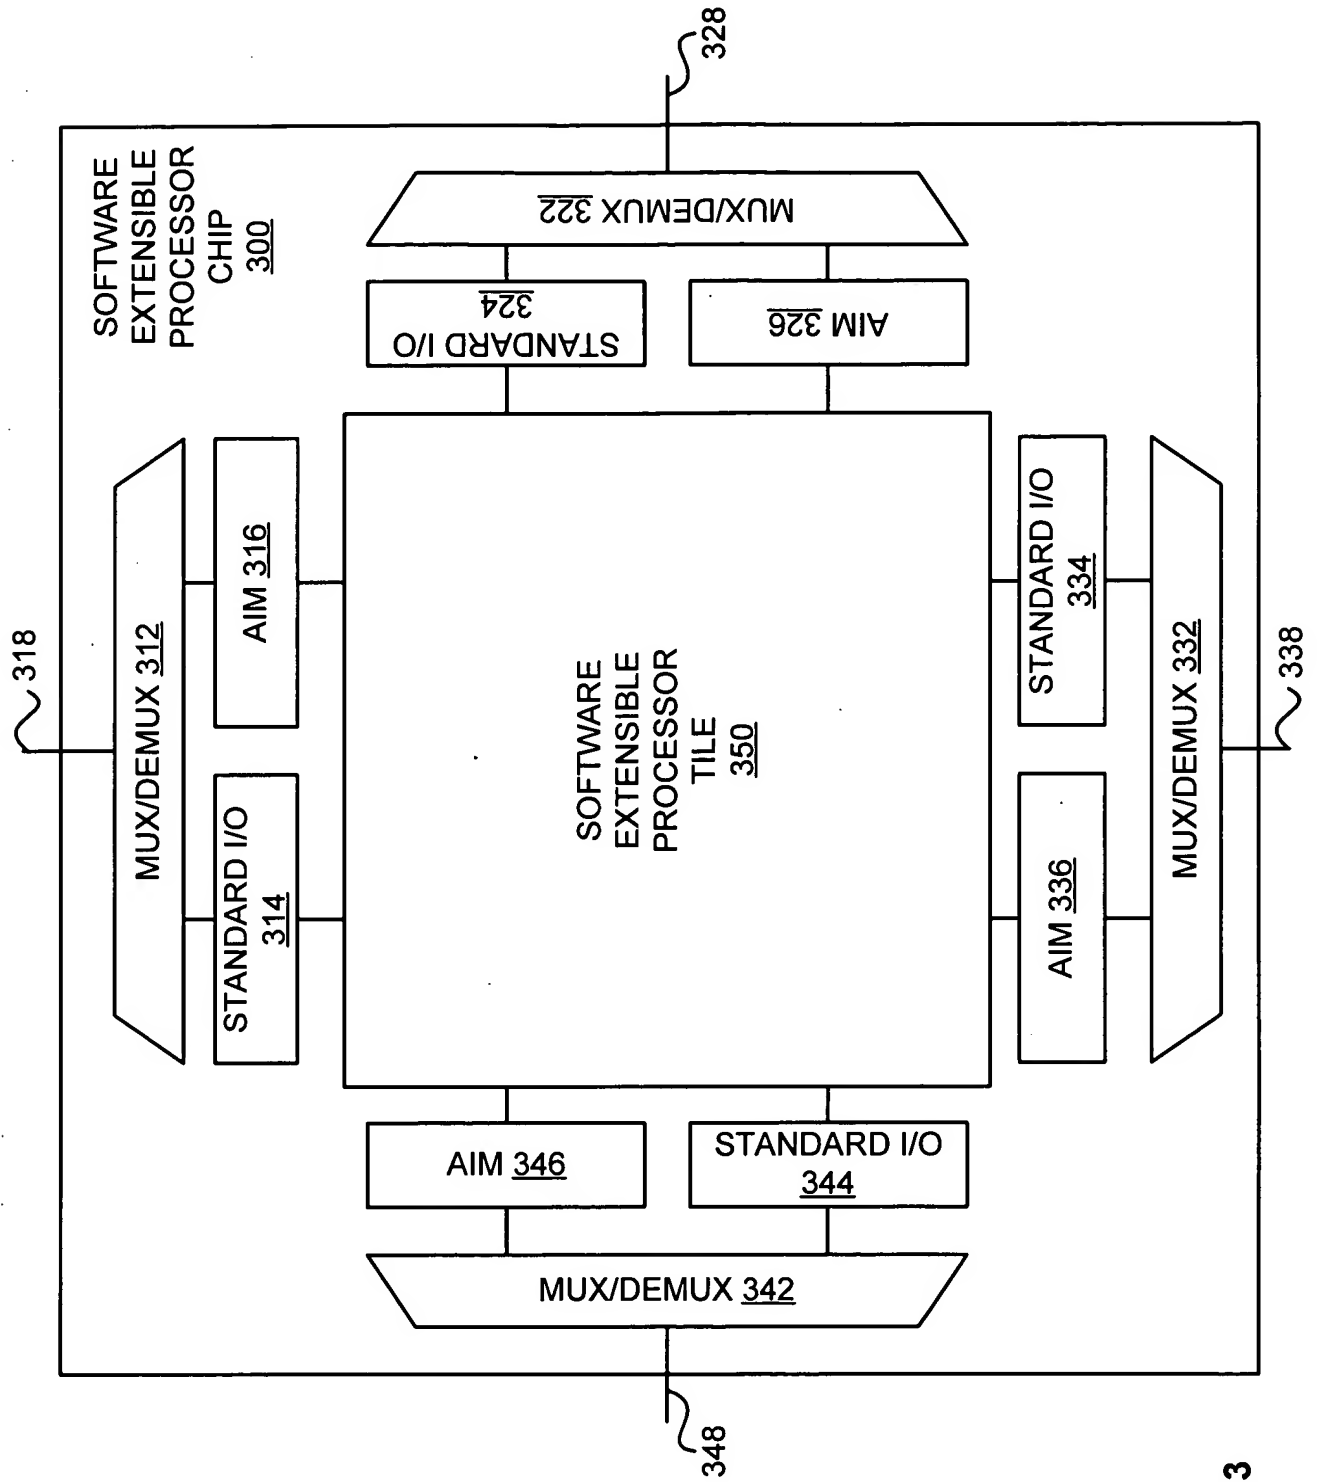 318
328
SOFTWARE
EXTENSIBLE
PROCESSOR
CHIP
300
MUX/DEMUX 312
STANDARD I/O
314
AIM 316
MUX/DEMUX 322
STANDARD I/O
324
AIM 326
SOFTWARE
EXTENSIBLE
PROCESSOR
TILE
350
AIM 346
STANDARD I/O
344
MUX/DEMUX 342
AIM 336
STANDARD I/O
334
MUX/DEMUX 332
348
338
3